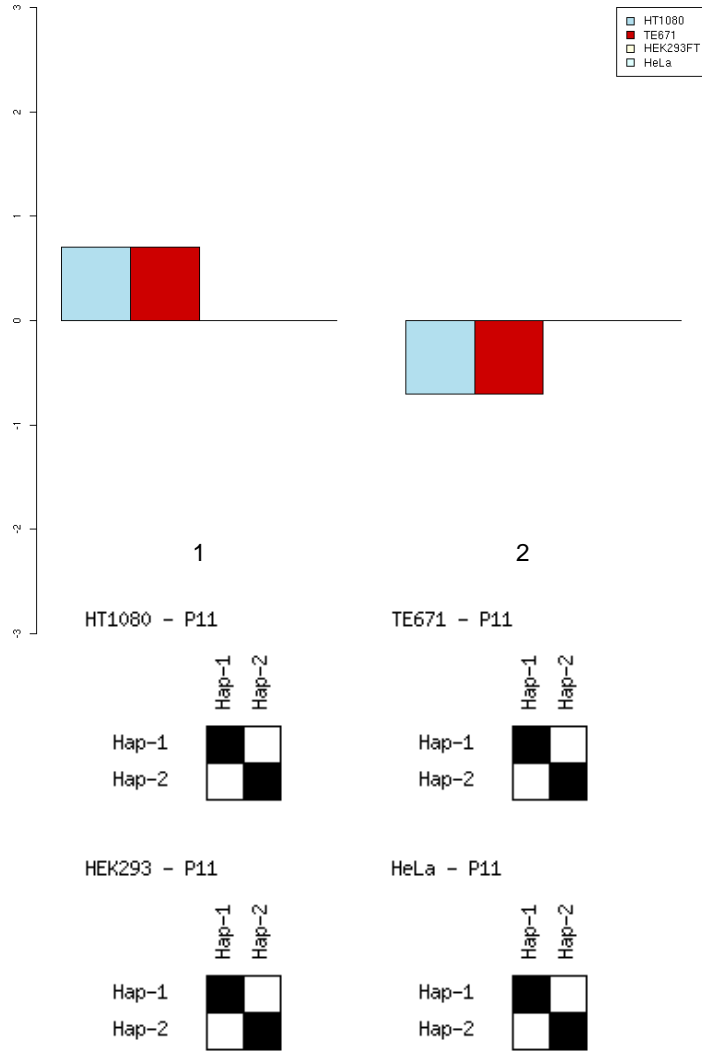 3
2
1
0
-1
-2
-3
HT1080
TE671
HEK293FT
HeLa
1
2
HT1080 - P11
TE671 - P11
Hap-1
Hap-2
Hap-1
Hap-2
Hap-1
Hap-2
Hap-1
Hap-2
HEK293 - P11
HeLa - P11
Hap-1
Hap-2
Hap-1
Hap-2
Hap-1
Hap-2
Hap-1
Hap-2